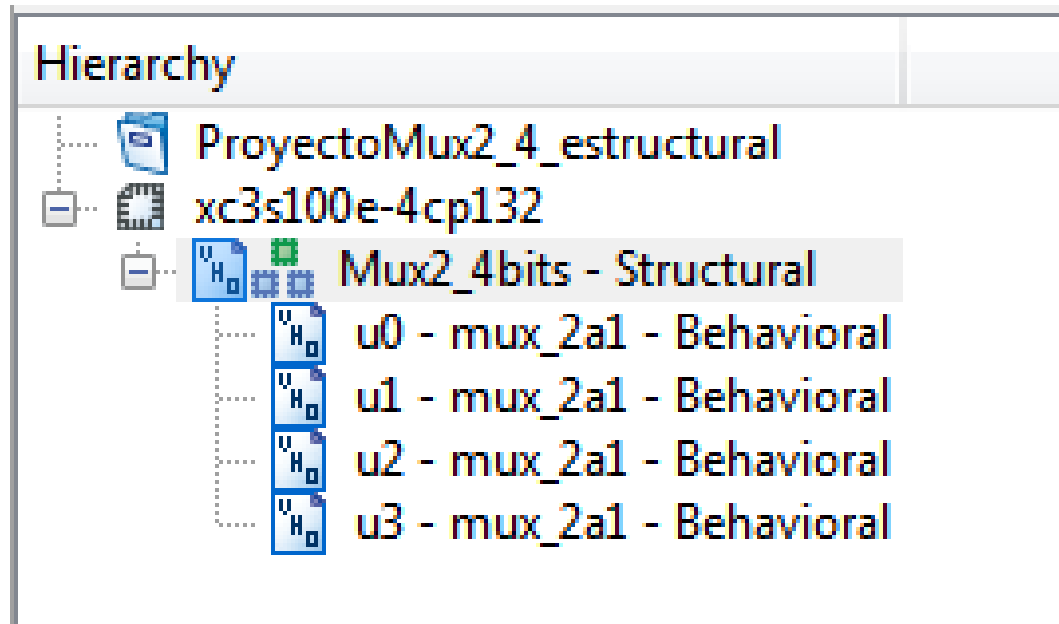 Hierarchy
ProyectoMux2_4_estructural
xc3s100e-4cp132
Mux2_4bits - Structural
u0 - mux_2a1 - Behavioral
u1 - mux_2a1 - Behavioral
u2 - mux_2a1 - Behavioral
u3 - mux_2a1 - Behavioral